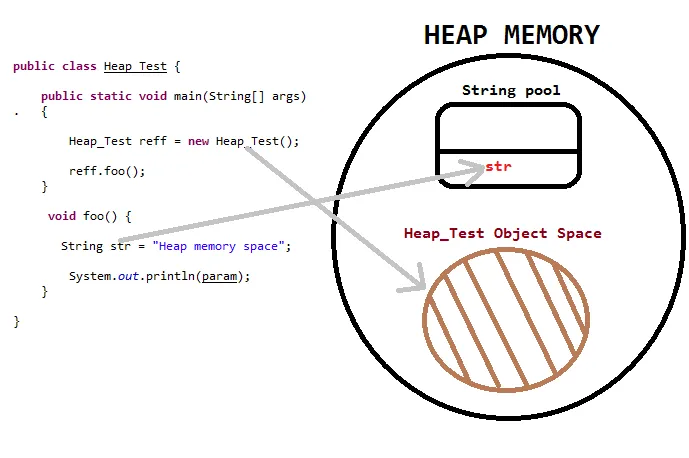 HEAP MEMORY
public class Heap Test {
public static void main(String[] args)
. {
Heap_Test reff = new Heap_Test();
reff.foo();
}
void foo() {
String str = "Heap memory space";
System.out.println(param);
}
}
String pool
str
Heap_Test Object Space